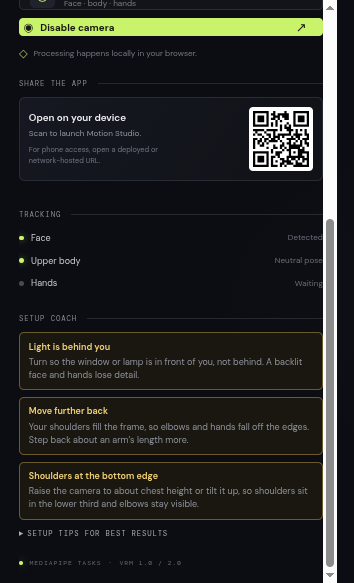 Face · body · hands
Disable camera
Processing happens locally in your browser.
SHARE THE APP
Open on your device
Scan to launch Motion Studio.
For phone access, open a deployed or
network-hosted URL.
TRACKING
Face Detected
Upper body Neutral pose
Hands Waiting
SETUP COACH
Light is behind you
Turn so the window or lamp is in front of you, not behind. A backlit
face and hands lose detail.
Move further back
Your shoulders fill the frame, so elbows and hands fall off the edges.
Step back about an arm's length more.
Shoulders at the bottom edge
Raise the camera to about chest height or tilt it up, so shoulders sit
in the lower third and elbows stay visible.
SETUP TIPS FOR BEST RESULTS
MEDIAPIPE TASKS · VRM 1.0 / 2.0